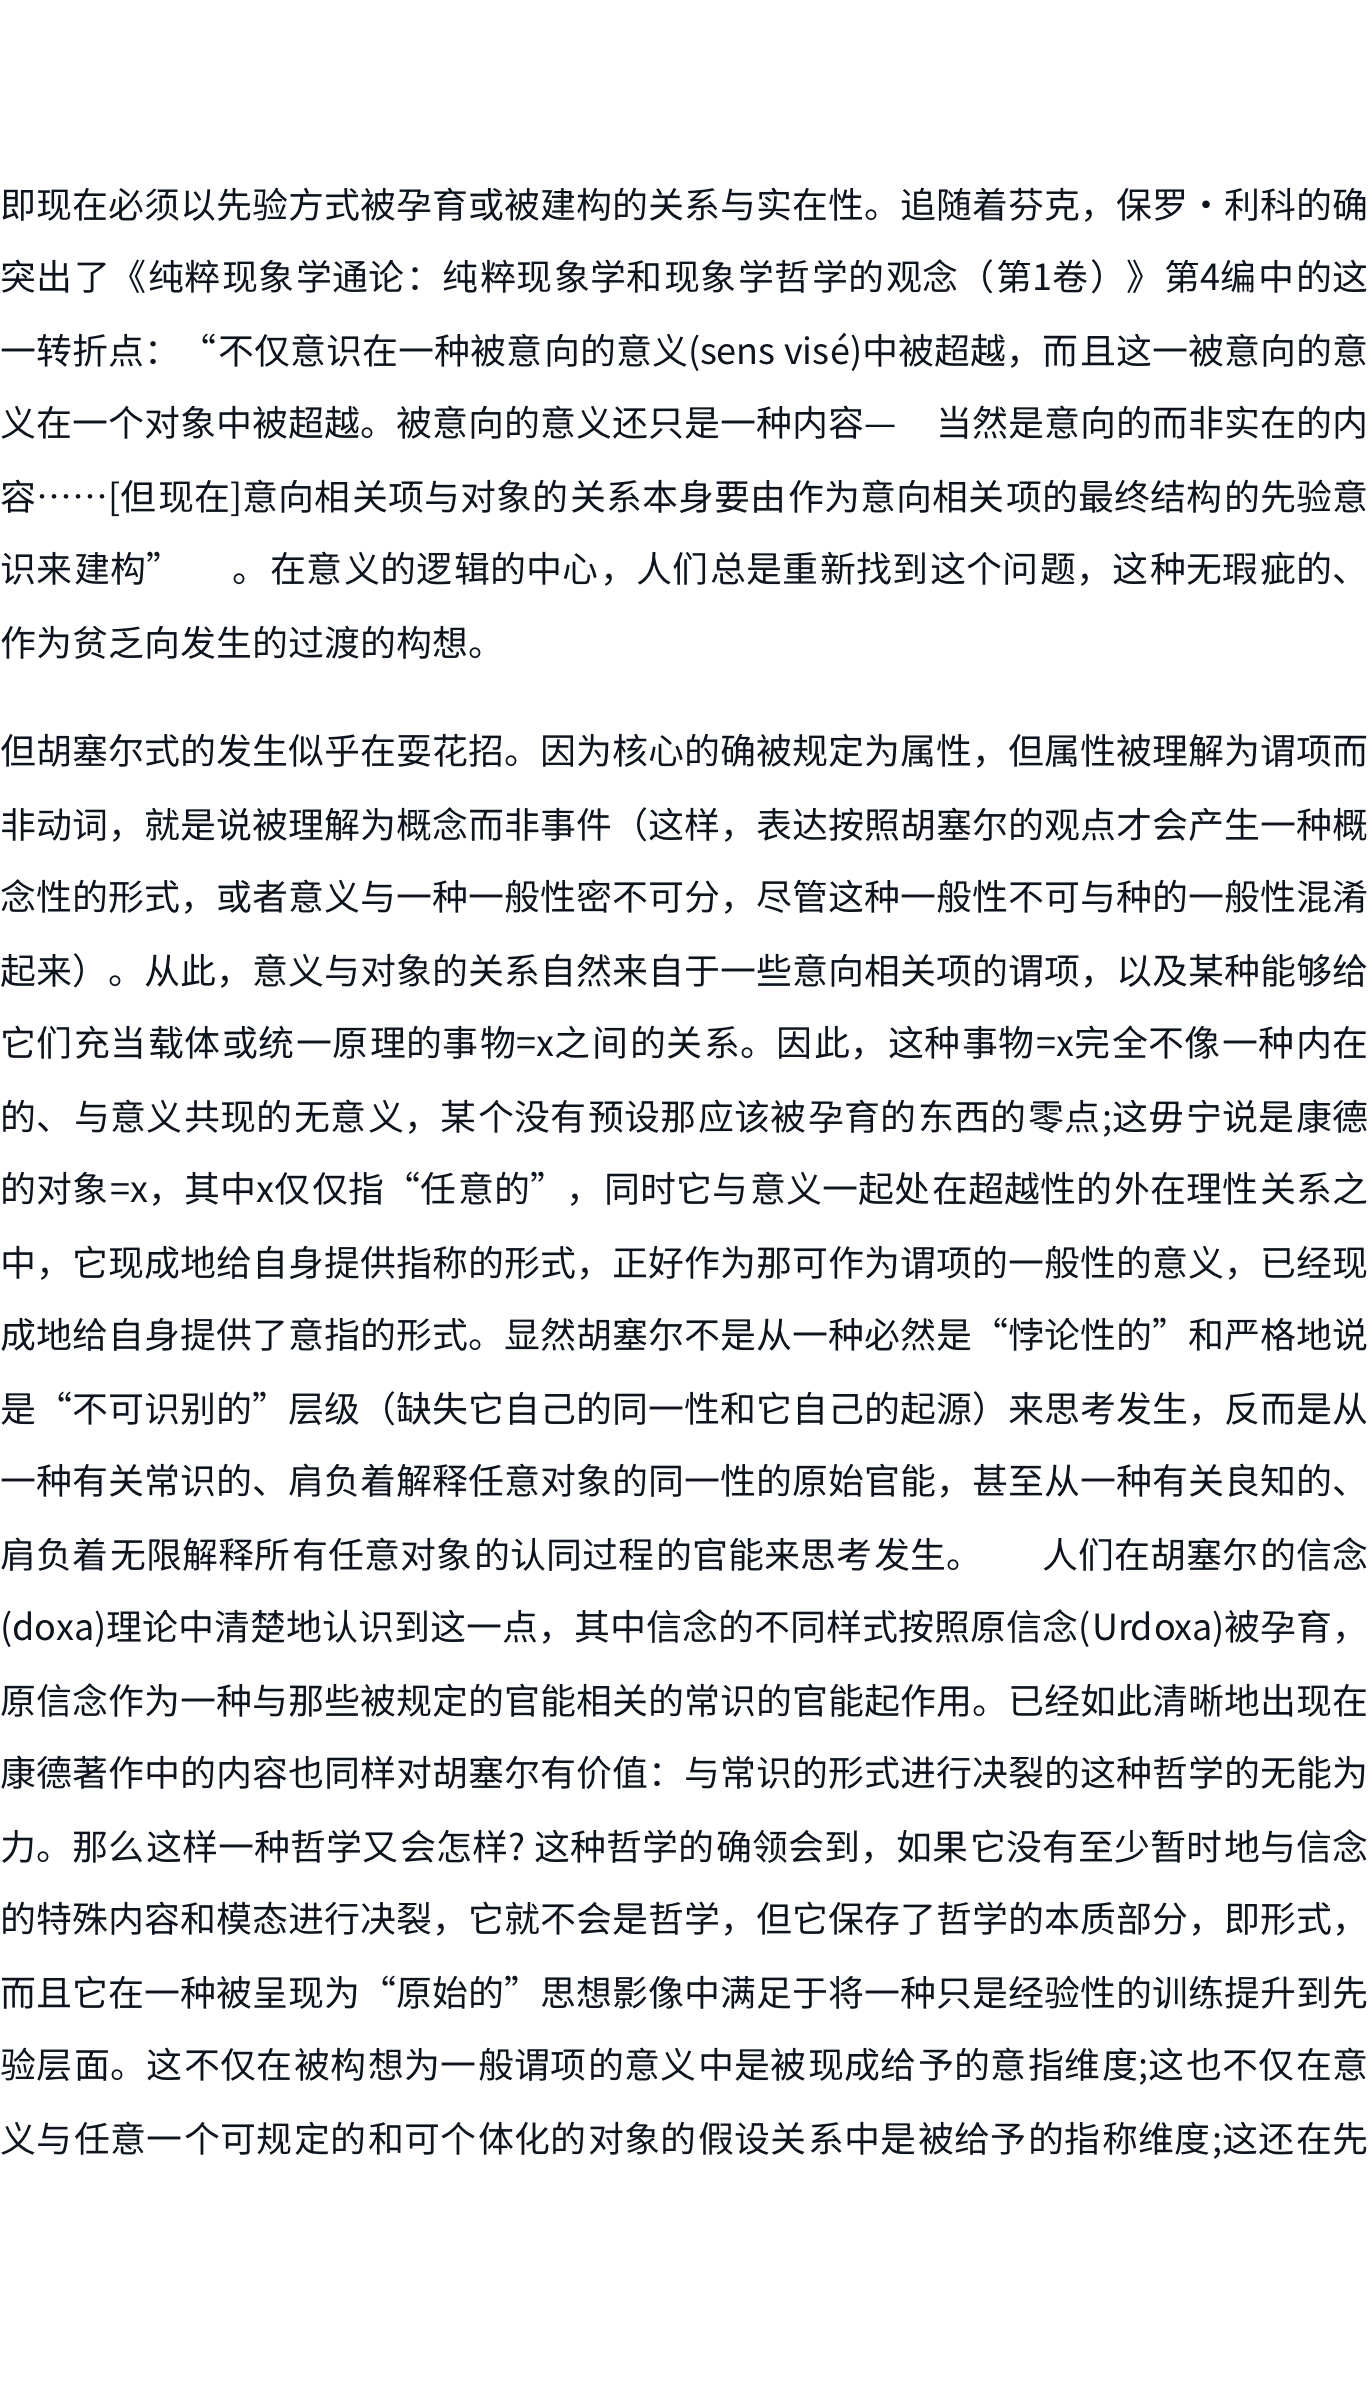 即现在必须以先验方式被孕育或被建构的关系与实在性。追随着芬克，保罗·利科的确
突出了《纯粹现象学通论：纯粹现象学和现象学哲学的观念（第1卷）》第4编中的这
一转折点：“不仅意识在一种被意向的意义(sens visé)中被超越，而且这一被意向的意
义在一个对象中被超越。被意向的意义还只是一种内容— 当然是意向的而非实在的内
容……[但现在]意向相关项与对象的关系本身要由作为意向相关项的最终结构的先验意
识来建构” 。在意义的逻辑的中心，人们总是重新找到这个问题，这种无瑕疵的、
作为贫乏向发生的过渡的构想。
但胡塞尔式的发生似乎在耍花招。因为核心的确被规定为属性，但属性被理解为谓项而
非动词，就是说被理解为概念而非事件（这样，表达按照胡塞尔的观点才会产生一种概
念性的形式，或者意义与一种一般性密不可分，尽管这种一般性不可与种的一般性混淆
起来）。从此，意义与对象的关系自然来自于一些意向相关项的谓项，以及某种能够给
它们充当载体或统一原理的事物=x之间的关系。因此，这种事物=x完全不像一种内在
的、与意义共现的无意义，某个没有预设那应该被孕育的东西的零点;这毋宁说是康德
的对象=x，其中x仅仅指“任意的”，同时它与意义一起处在超越性的外在理性关系之
中，它现成地给自身提供指称的形式，正好作为那可作为谓项的一般性的意义，已经现
成地给自身提供了意指的形式。显然胡塞尔不是从一种必然是“悖论性的”和严格地说
是“不可识别的”层级（缺失它自己的同一性和它自己的起源）来思考发生，反而是从
一种有关常识的、肩负着解释任意对象的同一性的原始官能，甚至从一种有关良知的、
肩负着无限解释所有任意对象的认同过程的官能来思考发生。 人们在胡塞尔的信念
(doxa)理论中清楚地认识到这一点，其中信念的不同样式按照原信念(Urdoxa)被孕育，
原信念作为一种与那些被规定的官能相关的常识的官能起作用。已经如此清晰地出现在
康德著作中的内容也同样对胡塞尔有价值：与常识的形式进行决裂的这种哲学的无能为
力。那么这样一种哲学又会怎样? 这种哲学的确领会到，如果它没有至少暂时地与信念
的特殊内容和模态进行决裂，它就不会是哲学，但它保存了哲学的本质部分，即形式，
而且它在一种被呈现为“原始的”思想影像中满足于将一种只是经验性的训练提升到先
验层面。这不仅在被构想为一般谓项的意义中是被现成给予的意指维度;这也不仅在意
义与任意一个可规定的和可个体化的对象的假设关系中是被给予的指称维度;这还在先